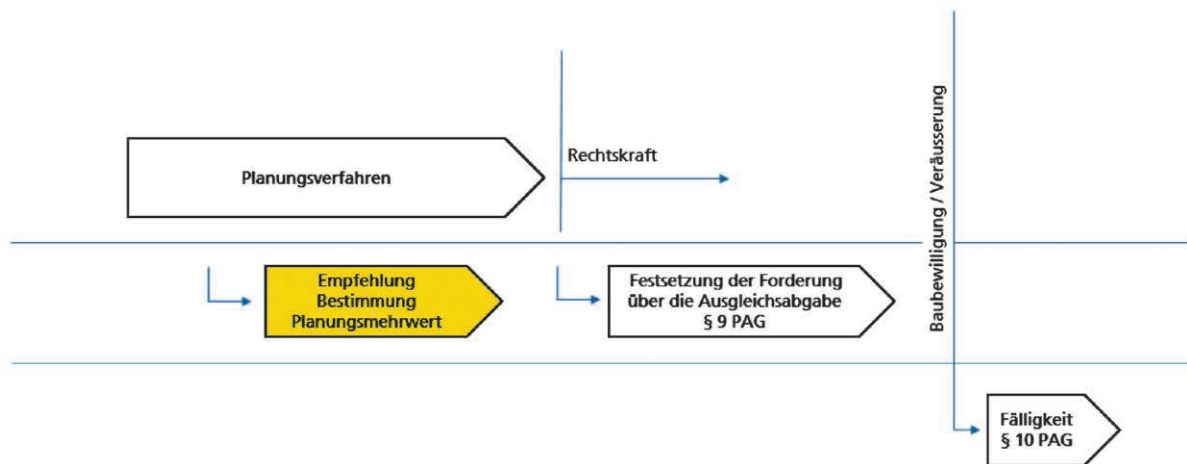 Planungsverfahren
Rechtskraft
Baubewilligung / Veräusserung
Empfehlung
Bestimmung
Planungsmehrwert
Festsetzung der Forderung
über die Ausgleichsabgabe
§ 9 PAG
Fälligkeit
§ 10 PAG